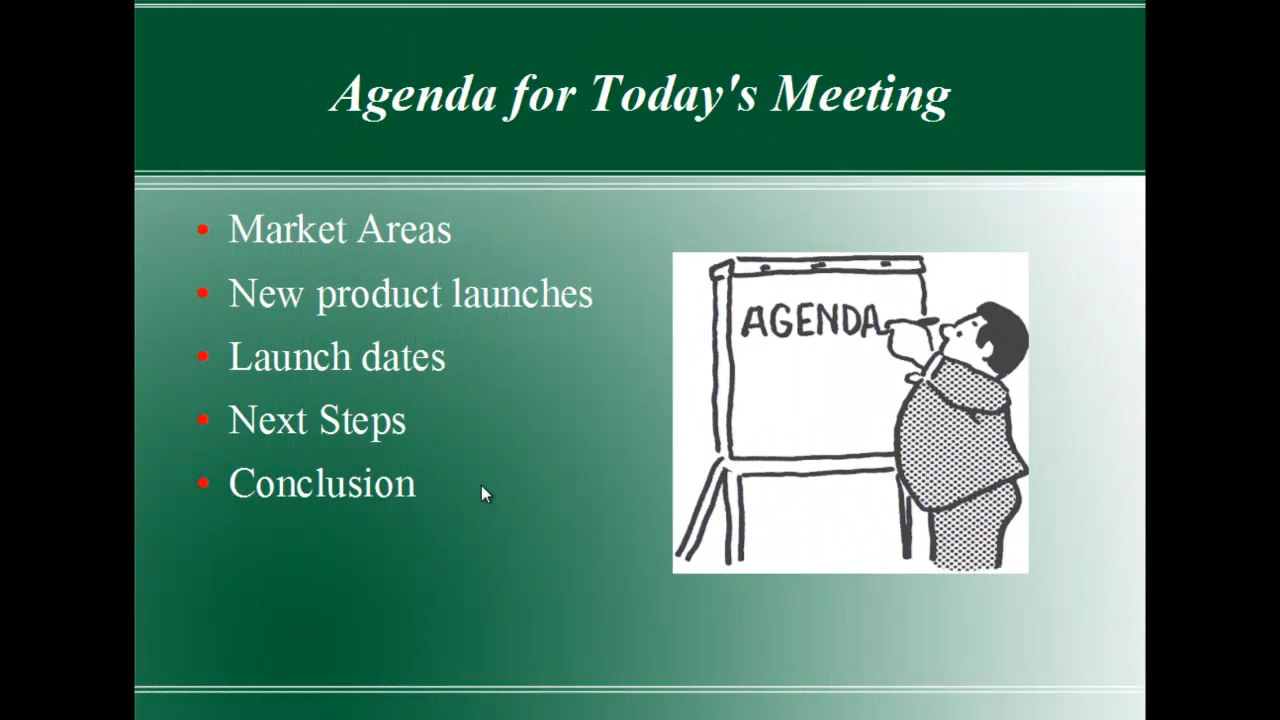 Agenda for Today's Meeting
• Market Areas
• New product launches
• Launch dates
• Next Steps
• Conclusion
AGENDA